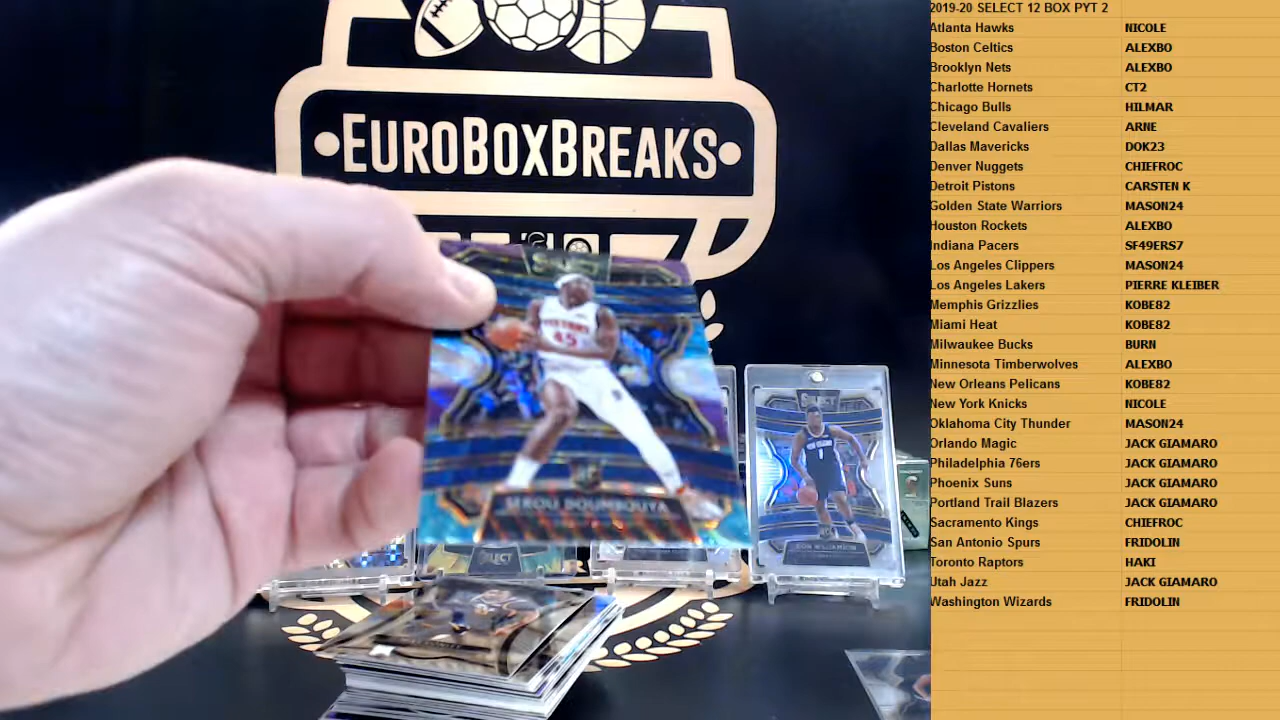 EUROBOXBREAKS
SELECT
45
SEKOU DOUMBOUYA
SELECT
SELECT
ZION WILLIAMSON
2019-20 SELECT 12 BOX PYT 2
Atlanta Hawks NICOLE
Boston Celtics ALEXBO
Brooklyn Nets ALEXBO
Charlotte Hornets CT2
Chicago Bulls HILMAR
Cleveland Cavaliers ARNE
Dallas Mavericks DOK23
Denver Nuggets CHIEFROC
Detroit Pistons CARSTEN K
Golden State Warriors MASON24
Houston Rockets ALEXBO
Indiana Pacers SF49ERS7
Los Angeles Clippers MASON24
Los Angeles Lakers PIERRE KLEIBER
Memphis Grizzlies KOBE82
Miami Heat KOBE82
Milwaukee Bucks BURN
Minnesota Timberwolves ALEXBO
New Orleans Pelicans KOBE82
New York Knicks NICOLE
Oklahoma City Thunder MASON24
Orlando Magic JACK GIAMARO
Philadelphia 76ers JACK GIAMARO
Phoenix Suns JACK GIAMARO
Portland Trail Blazers JACK GIAMARO
Sacramento Kings CHIEFROC
San Antonio Spurs FRIDOLIN
Toronto Raptors HAKI
Utah Jazz JACK GIAMARO
Washington Wizards FRIDOLIN